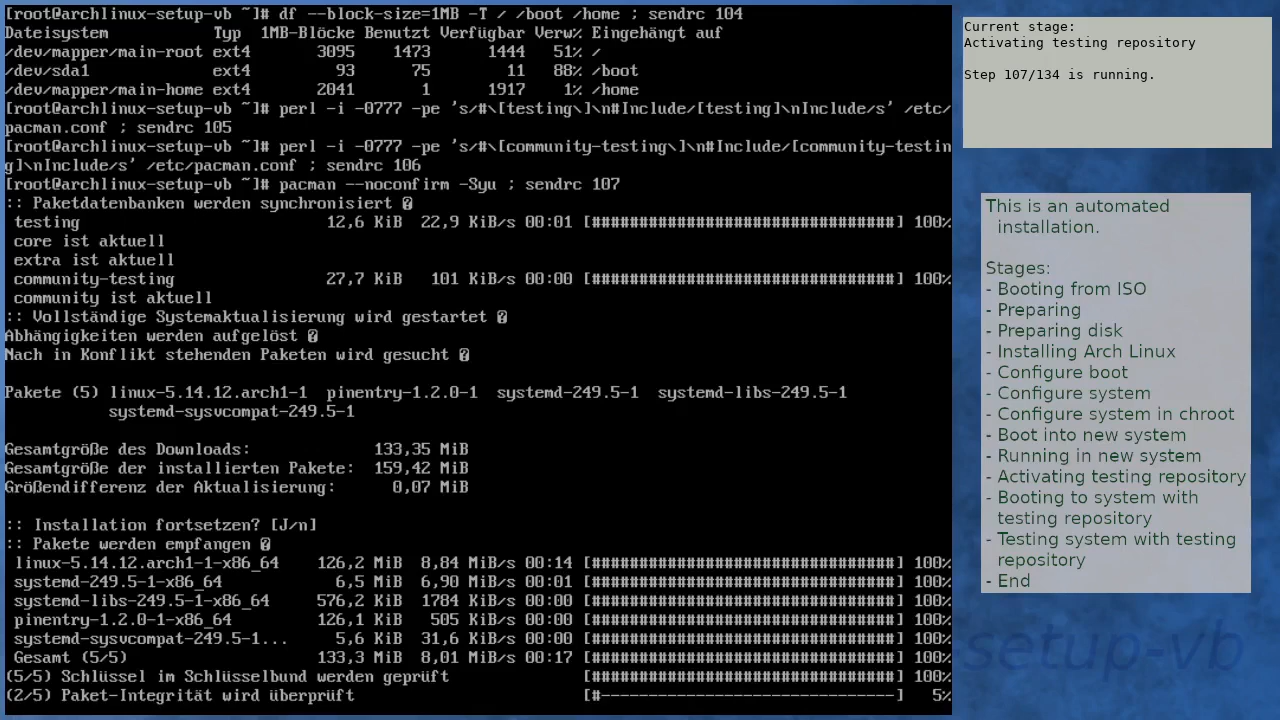 [root@archlinux-setup-vb ~]# df --block-size=1MB -T / /boot /home ; sendrc 104
Dateisystem Typ 1MB-Blöcke Benutzt Verfügbar Verw% Eingehängt auf
/dev/mapper/main-root ext4 3095 1473 1444 51% /
/dev/sda1 ext4 93 75 11 88% /boot
/dev/mapper/main-home ext4 2041 1 1917 1% /home
[root@archlinux-setup-vb ~]# perl -i -0777 -pe 's/#\[testing\]\n#Include/[testing]\nInclude/s' /etc/
pacman.conf ; sendrc 105
[root@archlinux-setup-vb ~]# perl -i -0777 -pe 's/#\[community-testing\]\n#Include/[community-testin
g]\nInclude/s' /etc/pacman.conf ; sendrc 106
[root@archlinux-setup-vb ~]# pacman --noconfirm -Syu ; sendrc 107
:: Paketdatenbanken werden synchronisiert �
testing 12,6 KiB 22,9 KiB/s 00:01 [################################] 100%
core ist aktuell
extra ist aktuell
community-testing 27,7 KiB 101 KiB/s 00:00 [################################] 100%
community ist aktuell
:: Vollständige Systemaktualisierung wird gestartet �
Abhängigkeiten werden aufgelöst �
Nach in Konflikt stehenden Paketen wird gesucht �
Pakete (5) linux-5.14.12.arch1-1 pinentry-1.2.0-1 systemd-249.5-1 systemd-libs-249.5-1
systemd-sysvcompat-249.5-1
Gesamtgröße des Downloads: 133,35 MiB
Gesamtgröße der installierten Pakete: 159,42 MiB
Größendifferenz der Aktualisierung: 0,07 MiB
:: Installation fortsetzen? [J/n]
:: Pakete werden empfangen �
linux-5.14.12.arch1-1-x86_64 126,2 MiB 8,84 MiB/s 00:14 [################################] 100%
systemd-249.5-1-x86_64 6,5 MiB 6,90 MiB/s 00:01 [################################] 100%
systemd-libs-249.5-1-x86_64 576,2 KiB 1784 KiB/s 00:00 [################################] 100%
pinentry-1.2.0-1-x86_64 126,1 KiB 505 KiB/s 00:00 [################################] 100%
systemd-sysvcompat-249.5-1... 5,6 KiB 31,6 KiB/s 00:00 [################################] 100%
Gesamt (5/5) 133,3 MiB 8,01 MiB/s 00:17 [################################] 100%
(5/5) Schlüssel im Schlüsselbund werden geprüft [################################] 100%
(2/5) Paket-Integrität wird überprüft [#-------------------------------] 5%
Current stage:
Activating testing repository
Step 107/134 is running.
This is an automated
installation.
Stages:
- Booting from ISO
- Preparing
- Preparing disk
- Installing Arch Linux
- Configure boot
- Configure system
- Configure system in chroot
- Boot into new system
- Running in new system
- Activating testing repository
- Booting to system with
testing repository
- Testing system with testing
repository
- End
setup-vb